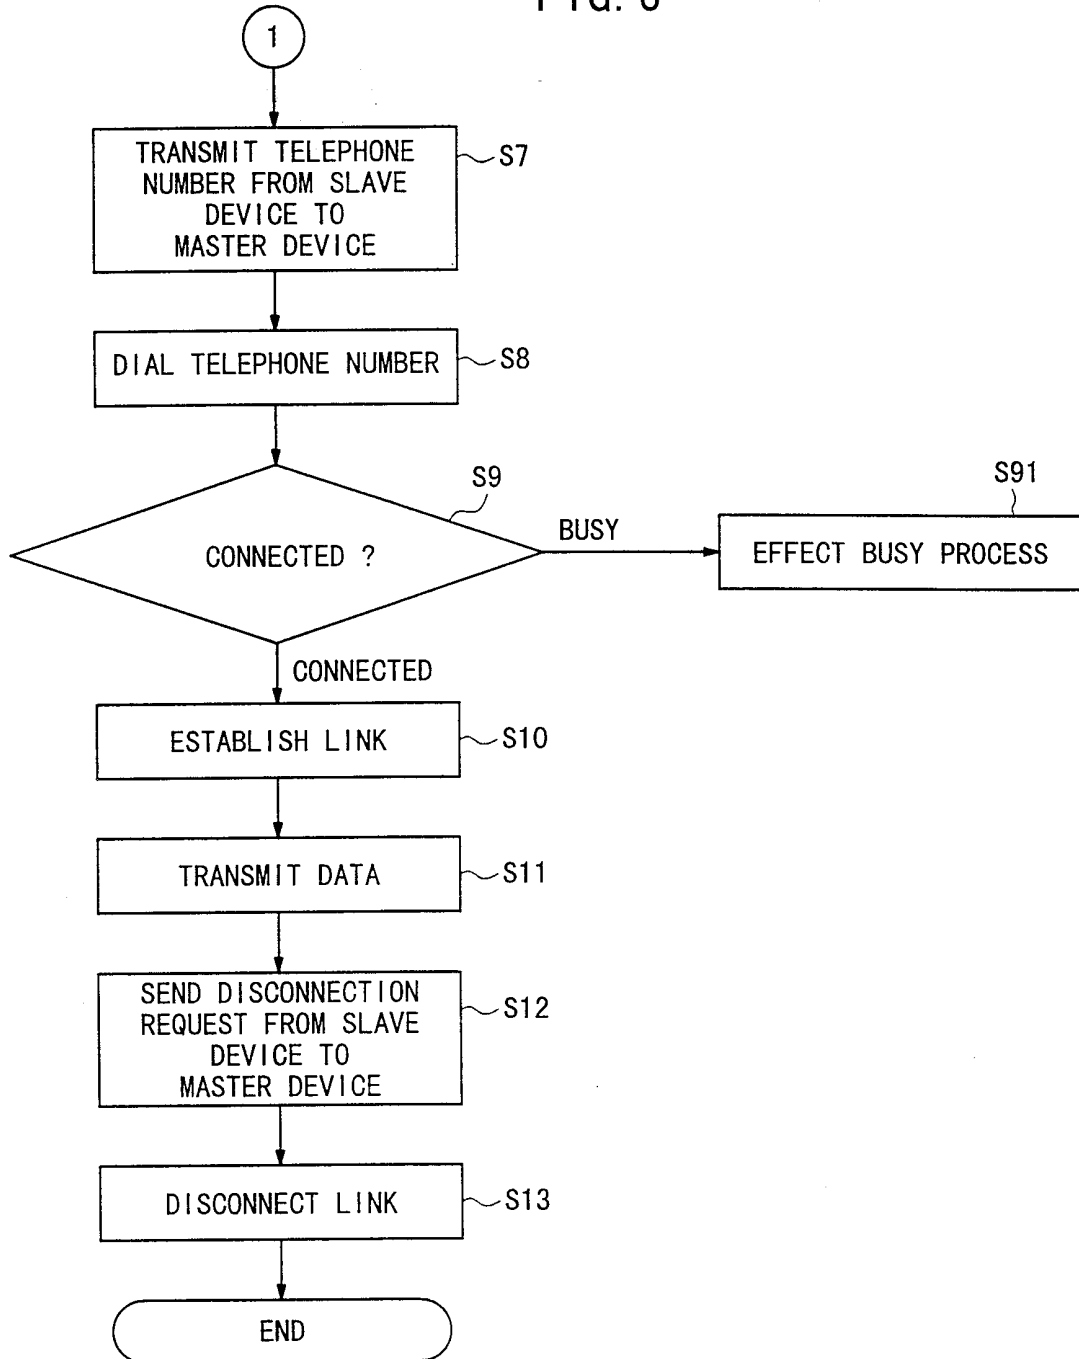 1
TRANSMIT TELEPHONE
NUMBER FROM SLAVE
DEVICE TO
MASTER DEVICE
S7
DIAL TELEPHONE NUMBER
S8
CONNECTED ?
S9
BUSY
S91
EFFECT BUSY PROCESS
CONNECTED
ESTABLISH LINK
S10
TRANSMIT DATA
S11
SEND DISCONNECTION
REQUEST FROM SLAVE
DEVICE TO
MASTER DEVICE
S12
DISCONNECT LINK
S13
END